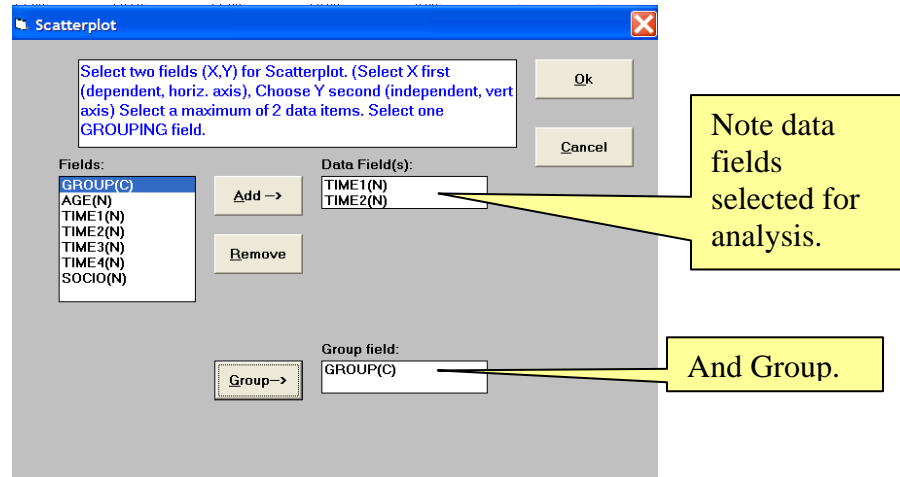 Scatterplot
Select two fields (X,Y) for Scatterplot. (Select X first
(dependent, horiz. axis), Choose Y second (independent, vert
axis) Select a maximum of 2 data items. Select one
GROUPING field.
Ok
Cancel
Fields:
GROUP(C)
AGE(N)
TIME1(N)
TIME2(N)
TIME3(N)
TIME4(N)
SOCIO(N)
Add -->
Remove
Data Field(s):
TIME1(N)
TIME2(N)
Group-->
Group field:
GROUP(C)
Note data
fields
selected for
analysis.
And Group.